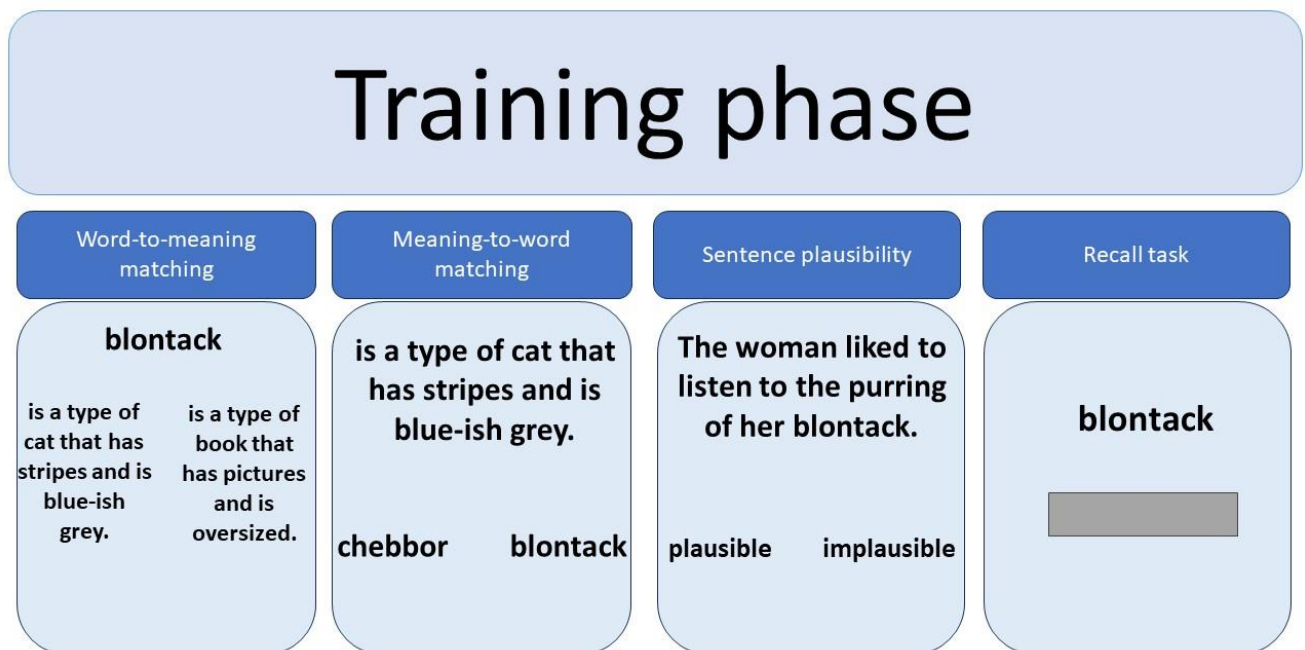 Training phase
Word-to-meaning
matching
blontack
is a type of
cat that has
stripes and is
blue-ish
grey.
is a type of
book that
has pictures
and is
oversized.
Meaning-to-word
matching
is a type of cat that
has stripes and is
blue-ish grey.
chebbor
blontack
Sentence plausibility
The woman liked to
listen to the purring
of her blontack.
plausible
implausible
Recall task
blontack